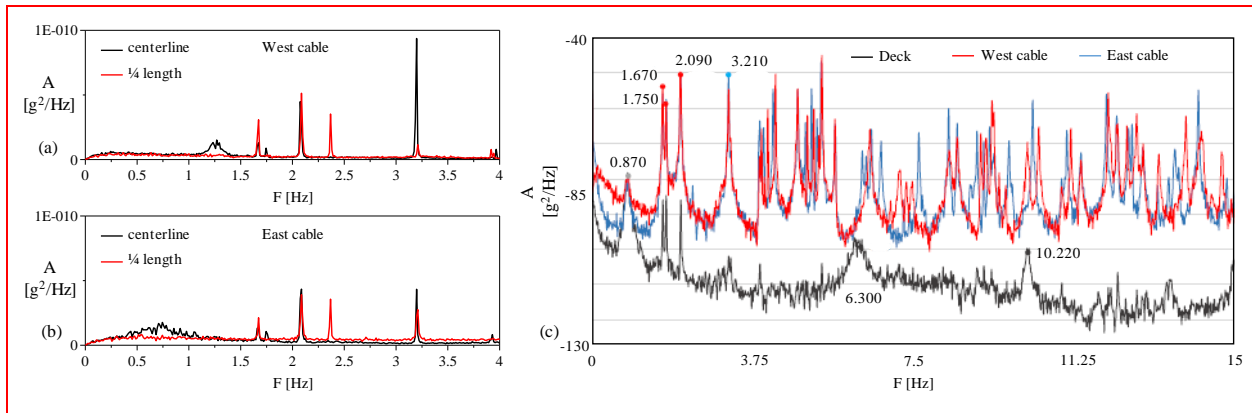 1E-010
centerline
West cable
¼ length
A
[g²/Hz]
(a)
0
0
0.5
1
1.5
2
2.5
3
3.5
4
F [Hz]
1E-010
centerline
East cable
¼ length
A
[g²/Hz]
(b)
0
0
0.5
1
1.5
2
2.5
3
3.5
4
F [Hz]
-40
Deck
West cable
East cable
2.090
3.210
1.670
1.750
0.870
A
[g²/Hz]
-85
10.220
6.300
(c)
-130
0
3.75
7.5
11.25
15
F [Hz]